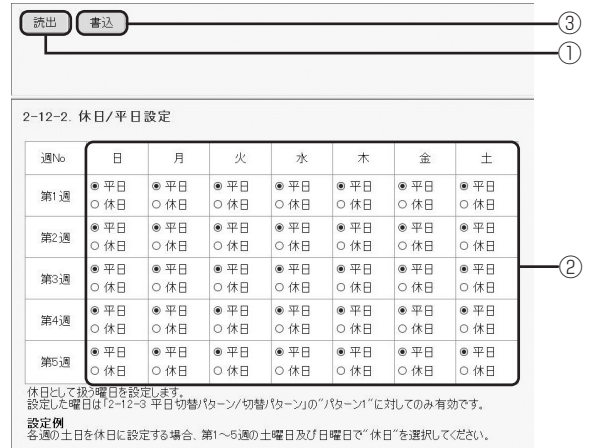 読出 書込
③
①
2-12-2. 休日/平日設定
週No 日 月 火 水 木 金 土
第1週 平日 平日 平日 平日 平日 平日 平日
休日 休日 休日 休日 休日 休日 休日
第2週 平日 平日 平日 平日 平日 平日 平日
休日 休日 休日 休日 休日 休日 休日
第3週 平日 平日 平日 平日 平日 平日 平日
休日 休日 休日 休日 休日 休日 休日
②
第4週 平日 平日 平日 平日 平日 平日 平日
休日 休日 休日 休日 休日 休日 休日
第5週 平日 平日 平日 平日 平日 平日 平日
休日 休日 休日 休日 休日 休日 休日
休日として扱う曜日を設定します。
設定した曜日は「2-12-3 平日切替パターン/切替パターン」の"パターン1"に対してのみ有効です。
設定例
各週の土日を休日に設定する場合、第1～5週の土曜日及び日曜日で"休日"を選択してください。